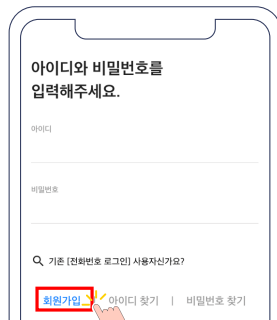 아이디와 비밀번호를
입력해주세요.
아이디
비밀번호
기존 [전화번호 로그인] 사용자신가요?
회원가입 아이디 찾기 | 비밀번호 찾기